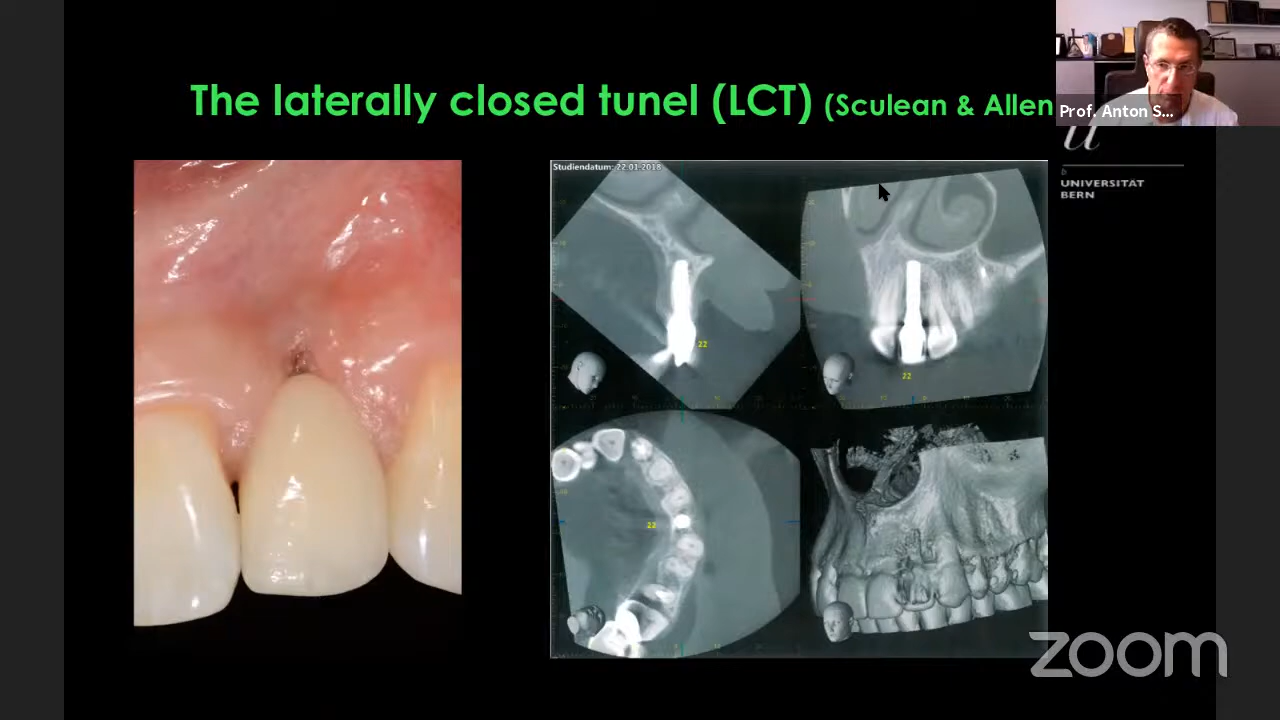 The laterally closed tunel (LCT) (Sculean & Allen
Prof. Anton S...
u
b
UNIVERSITAT
BERN
Studiendatum: 22.01.2018
22
22
22
zoom